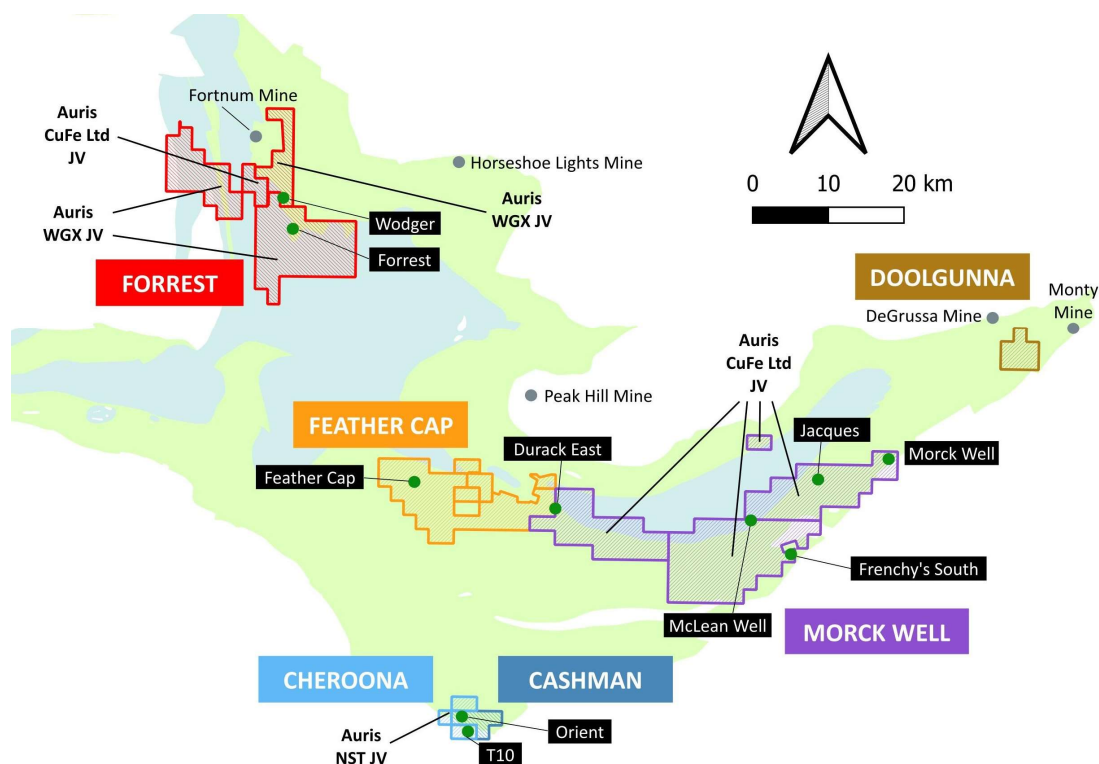 Fortnum Mine
Auris
CuFe Ltd
JV
Horseshoe Lights Mine
Auris
WGX JV
Wodger
Auris
WGX JV
Forrest
FORREST
0 10 20 km
DOOLGUNNA
Monty
Mine
DeGrussa Mine
Auris
CuFe Ltd
JV
Peak Hill Mine
FEATHER CAP
Jacques
Durack East
Morck Well
Feather Cap
Frenchy's South
McLean Well
MORCK WELL
CHEROONA
CASHMAN
Auris
NST JV
Orient
T10